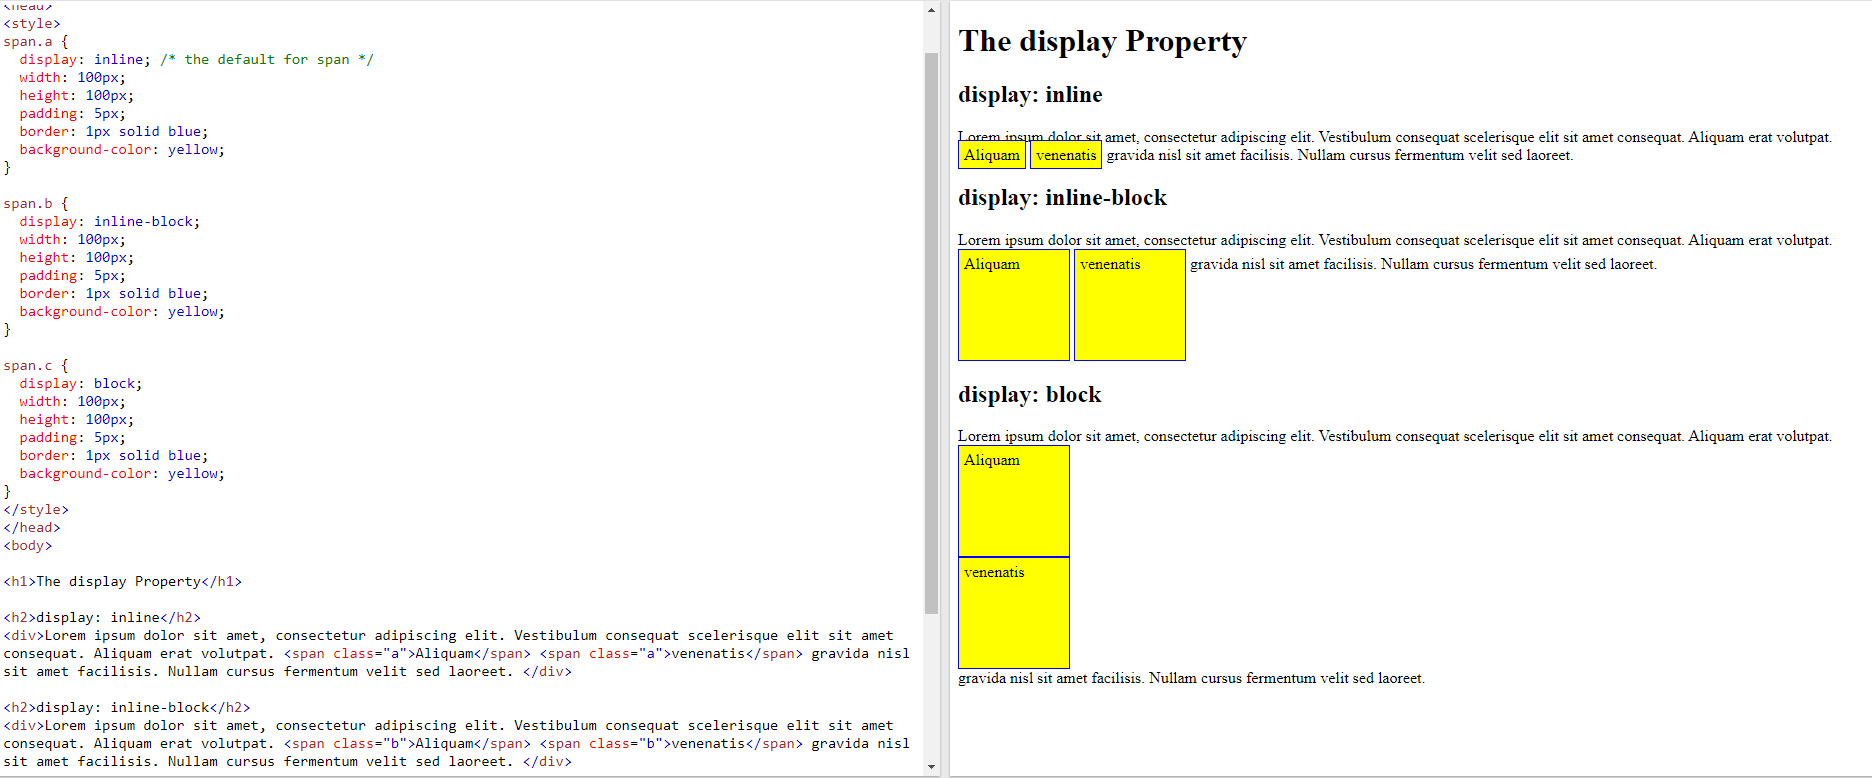 <head>
<style>
span.a {
  display: inline; /* the default for span */
  width: 100px;
  height: 100px;
  padding: 5px;
  border: 1px solid blue;
  background-color: yellow;
}

span.b {
  display: inline-block;
  width: 100px;
  height: 100px;
  padding: 5px;
  border: 1px solid blue;
  background-color: yellow;
}

span.c {
  display: block;
  width: 100px;
  height: 100px;
  padding: 5px;
  border: 1px solid blue;
  background-color: yellow;
}
</style>
</head>
<body>

<h1>The display Property</h1>

<h2>display: inline</h2>
<div>Lorem ipsum dolor sit amet, consectetur adipiscing elit. Vestibulum consequat scelerisque elit sit amet
consequat. Aliquam erat volutpat. <span class="a">Aliquam</span> <span class="a">venenatis</span> gravida nisl
sit amet facilisis. Nullam cursus fermentum velit sed laoreet. </div>

<h2>display: inline-block</h2>
<div>Lorem ipsum dolor sit amet, consectetur adipiscing elit. Vestibulum consequat scelerisque elit sit amet
consequat. Aliquam erat volutpat. <span class="b">Aliquam</span> <span class="b">venenatis</span> gravida nisl
sit amet facilisis. Nullam cursus fermentum velit sed laoreet. </div>

The display Property
display: inline
Lorem ipsum dolor sit amet, consectetur adipiscing elit. Vestibulum consequat scelerisque elit sit amet consequat. Aliquam erat volutpat.
Aliquam venenatis gravida nisl sit amet facilisis. Nullam cursus fermentum velit sed laoreet.
display: inline-block
Lorem ipsum dolor sit amet, consectetur adipiscing elit. Vestibulum consequat scelerisque elit sit amet consequat. Aliquam erat volutpat.
Aliquam venenatis gravida nisl sit amet facilisis. Nullam cursus fermentum velit sed laoreet.
display: block
Lorem ipsum dolor sit amet, consectetur adipiscing elit. Vestibulum consequat scelerisque elit sit amet consequat. Aliquam erat volutpat.
Aliquam
venenatis
gravida nisl sit amet facilisis. Nullam cursus fermentum velit sed laoreet.